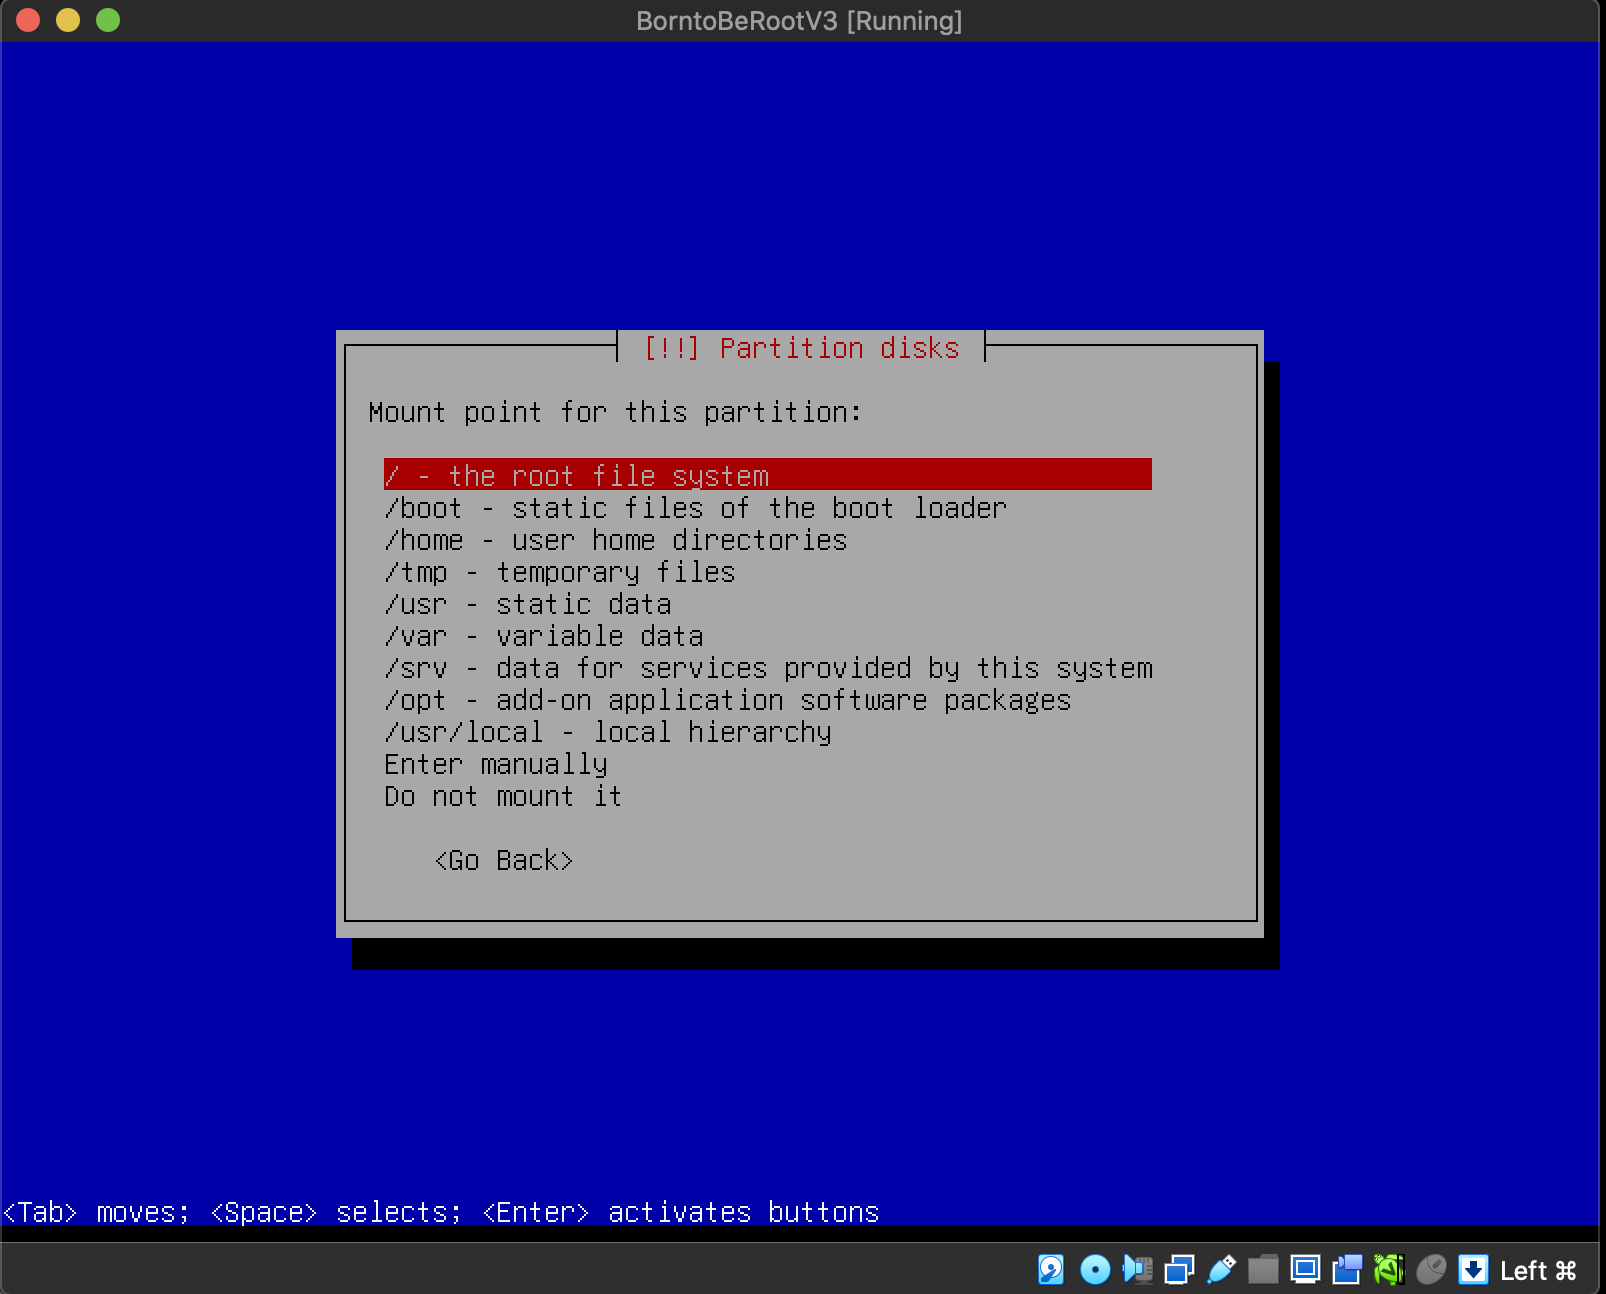 BorntoBeRootV3 [Running]
[!!] Partition disks
Mount point for this partition:
/ - the root file system
/boot - static files of the boot loader
/home - user home directories
/tmp - temporary files
/usr - static data
/var - variable data
/srv - data for services provided by this system
/opt - add-on application software packages
/usr/local - local hierarchy
Enter manually
Do not mount it
<Go Back>
<Tab> moves; <Space> selects; <Enter> activates buttons
Left ⌘